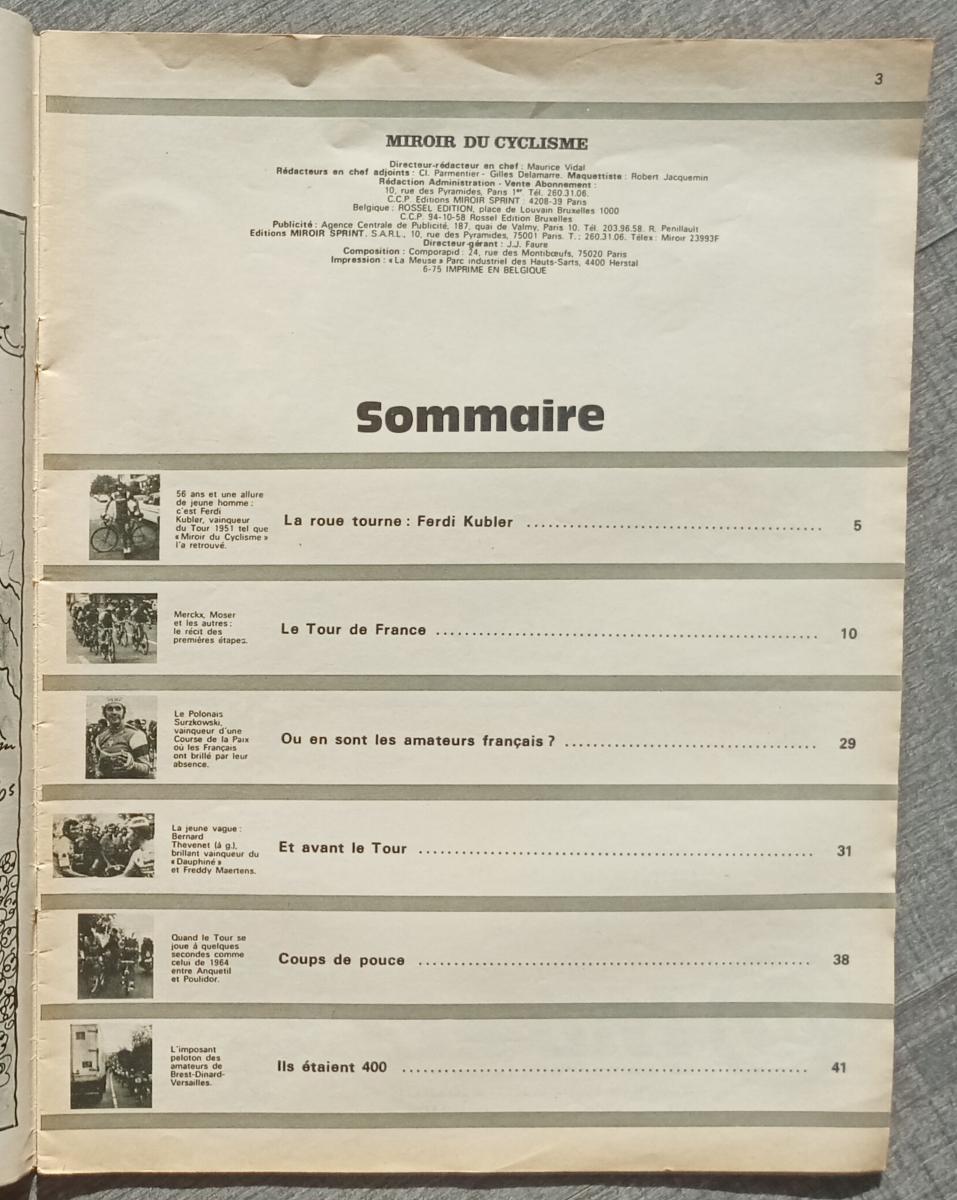 3
MIROIR DU CYCLISME
Directeur-rédacteur en chef : Maurice Vidal
Rédacteurs en chef adjoints : Cl. Parmentier - Gilles Delamarre. Maquettiste : Robert Jacquemin
Rédaction Administration - Vente Abonnement :
10, rue des Pyramides, Paris 1er. Tél. 260.31.06.
C.C.P. Editions MIROIR SPRINT : 4208-39 Paris
Belgique : ROSSEL EDITION, place de Louvain Bruxelles 1000
C.C.P. 94-10-58 Rossel Edition Bruxelles
Publicité : Agence Centrale de Publicité, 187, quai de Valmy, Paris 10. Tél. 203.96.58. R. Penillault
Editions MIROIR SPRINT. S.A.R.L., 10, rue des Pyramides, 75001 Paris. T. : 260.31.06. Télex : Miroir 23993F
Directeur-gérant : J.J. Faure
Composition : Comporapid : 24, rue des Montibœufs, 75020 Paris
Impression : « La Meuse » Parc industriel des Hauts-Sarts, 4400 Herstal
6-75 IMPRIME EN BELGIQUE
Sommaire
56 ans et une allure
de jeune homme :
c'est Ferdi
Kubler, vainqueur
du Tour 1951 tel que
« Miroir du Cyclisme »
l'a retrouvé.
La roue tourne : Ferdi Kubler ........ 5
Merckx, Moser
et les autres :
le récit des
premières étapes.
Le Tour de France ........ 10
Le Polonais
Surzkowski,
vainqueur d'une
Course de la Paix
où les Français
ont brillé par leur
absence.
Ou en sont les amateurs français ? ........ 29
La jeune vague :
Bernard
Thevenet (à g.),
brillant vainqueur du
« Dauphiné »
et Freddy Maertens.
Et avant le Tour ........ 31
Quand le Tour se
joue à quelques
secondes comme
celui de 1964
entre Anquetil
et Poulidor.
Coups de pouce ........ 38
L'imposant
peloton des
amateurs de
Brest-Dinard-
Versailles.
Ils étaient 400 ........ 41